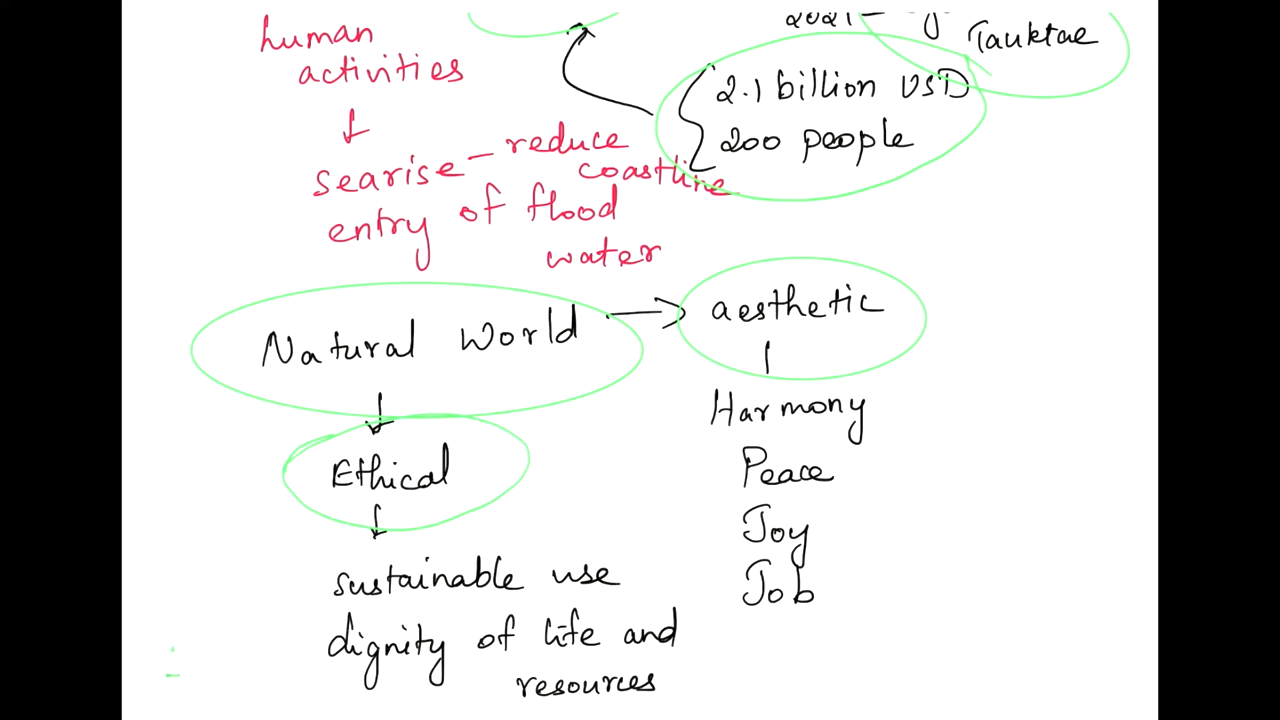 human
activities
searise - reduce
coastline
entry of flood
water
2021 -
Tauktae
2.1 billion USD
200 people
Natural World
aesthetic
Harmony
Peace
Joy
Job
Ethical
sustainable use
dignity of life and
resources